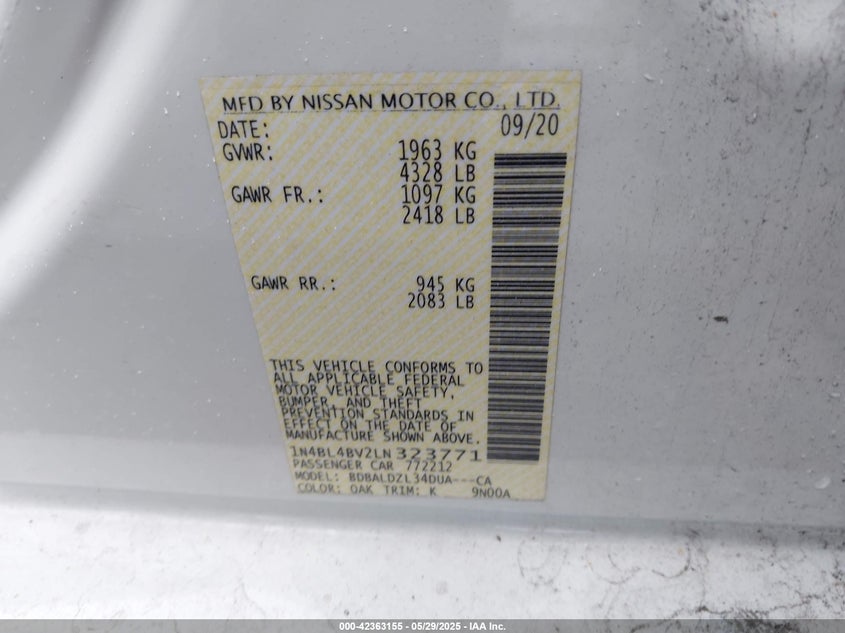 MFD BY NISSAN MOTOR CO., LTD.
DATE: 09/20
GVWR: 1963 KG
4328 LB
GAWR FR.: 1097 KG
2418 LB
GAWR RR.: 945 KG
2083 LB
THIS VEHICLE CONFORMS TO
ALL APPLICABLE FEDERAL
MOTOR VEHICLE SAFETY,
BUMPER, AND THEFT
PREVENTION STANDARDS IN
EFFECT ON THE DATE OF
MANUFACTURE SHOWN ABOVE.
1N4BL4BV2LN323771
PASSENGER CAR 772212
MODEL: BDBALDZL34DUA---CA
COLOR: QAK TRIM: K 9N00A
000-42363155 - 05/29/2025 - IAA Inc.